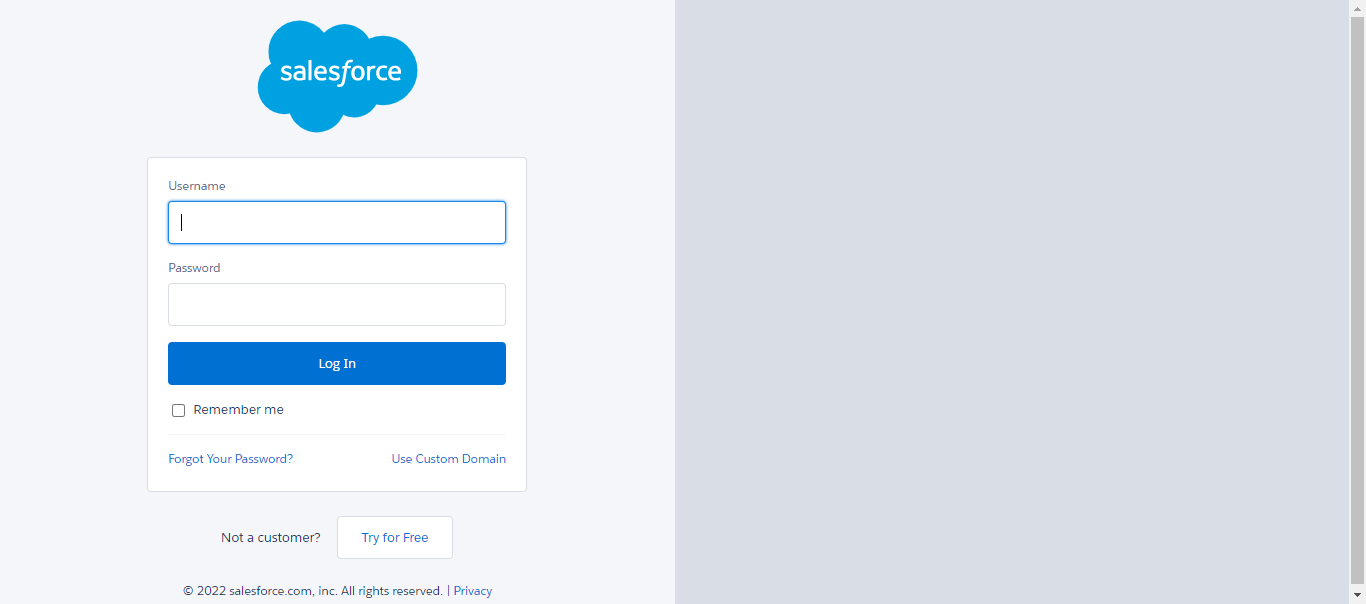 salesforce
Username
Password
Log In
Remember me
Forgot Your Password? Use Custom Domain
Not a customer? Try for Free
© 2022 salesforce.com, inc. All rights reserved. | Privacy